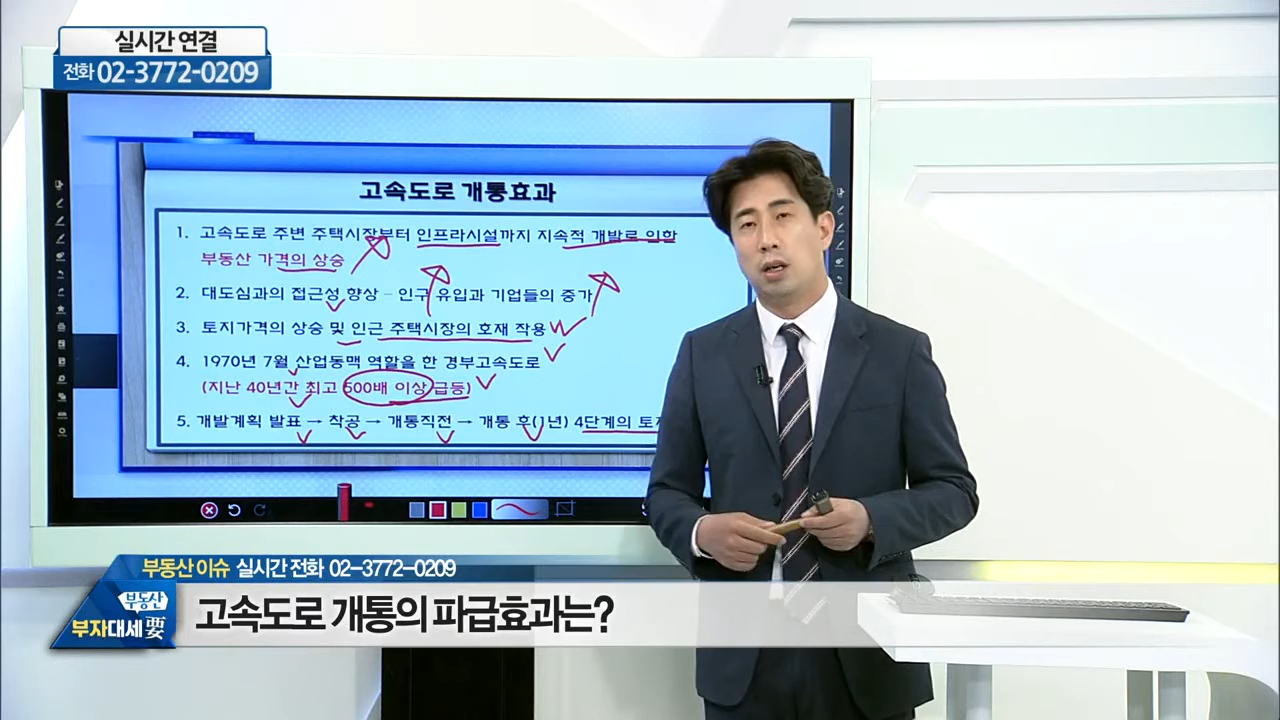 실시간 연결
전화 02-3772-0209
고속도로 개통효과
1. 고속도로 주변 주택시장부터 인프라시설까지 지속적 개발로 인한
부동산 가격의 상승
2. 대도심과의 접근성 향상 - 인구 유입과 기업들의 증가
3. 토지가격의 상승 및 인근 주택시장의 호재 작용
4. 1970년 7월 산업동맥 역할을 한 경부고속도로
(지난 40년간 최고 500배 이상 급등)
5. 개발계획 발표 → 착공 → 개통직전 → 개통 후(1년) 4단계의
부동산 이슈 실시간 전화 02-3772-0209
부동산
부자대세 要
고속도로 개통의 파급효과는?